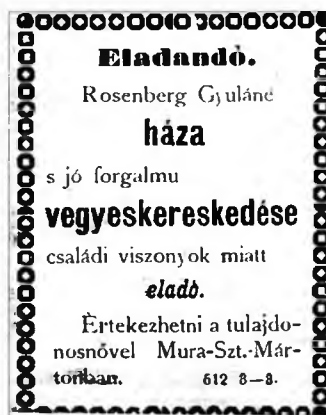 Eladandó.
Rosenberg Gyuláné
háza
s jó forgalmu
vegyeskereskedése
családi viszonyok miatt
eladó.
Értekezhetni a tulajdo-
nosnővel Mura-Szt.-Már-
tonban. 612 3—3.